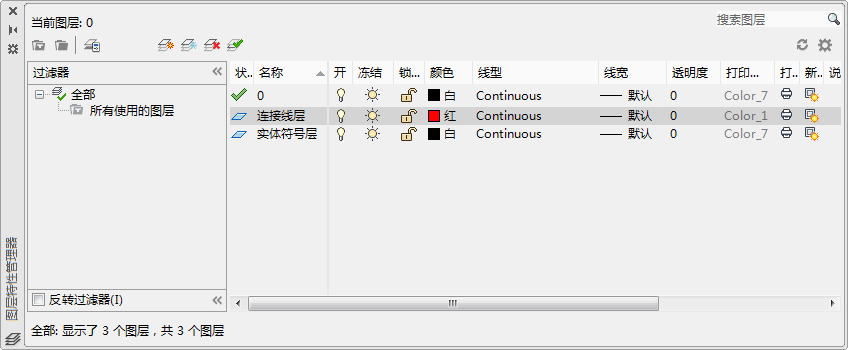 当前图层: 0
搜索图层
过滤器
全部
所有使用的图层
反转过滤器(I)
状.. 名称 开 冻结 锁... 颜色 线型 线宽 透明度 打印... 打.. 新.. 说
0 白 Continuous 默认 0 Color_7
连接线层 红 Continuous 默认 0 Color_1
实体符号层 白 Continuous 默认 0 Color_7
图层特性管理器
全部: 显示了 3 个图层，共 3 个图层